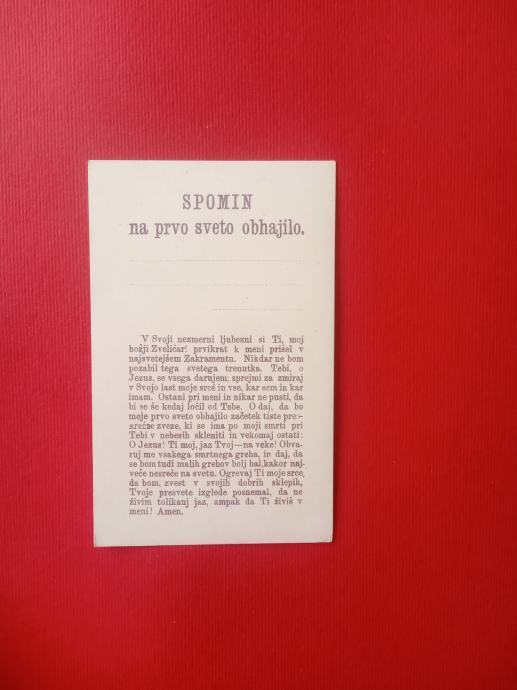 SPOMIN
na prvo sveto obhajilo.
V Svoji nezmerni ljubezni si Ti, moj
božji Zveličar! prvikrat k meni prišel v
najsvetejšem Zakramentu. Nikdar ne bom
pozabil tega svetega trenutka. Tebi, o
Jezus, se vsega darujem; sprejmi za zmiraj
v Svojo last moje srcé in vse, kar sem in kar
imam. Ostani pri meni in nikar ne pusti, da
bi se še kedaj ločil od Tebe. O daj, da bo
moje prvo sveto obhajilo začetek tiste pre-
srečne zveze, ki se ima po moji smrti pri
Tebi v nebesih skleniti in vekomaj ostati:
O Jezus! Ti moj, jaz Tvoj—na veke! Obva-
ruj me vsakega smrtnega greha, in daj, da
se bom tudi malih grehov bolj bal, kakor naj-
veče nesreče na svetu. Ogrevaj Ti moje srce,
da bom, zvest v svojih dobrih sklepih,
Tvoje presvete izglede posnemal, da ne
živim tolikanj jaz, ampak da Ti živiš v
meni! Amen.